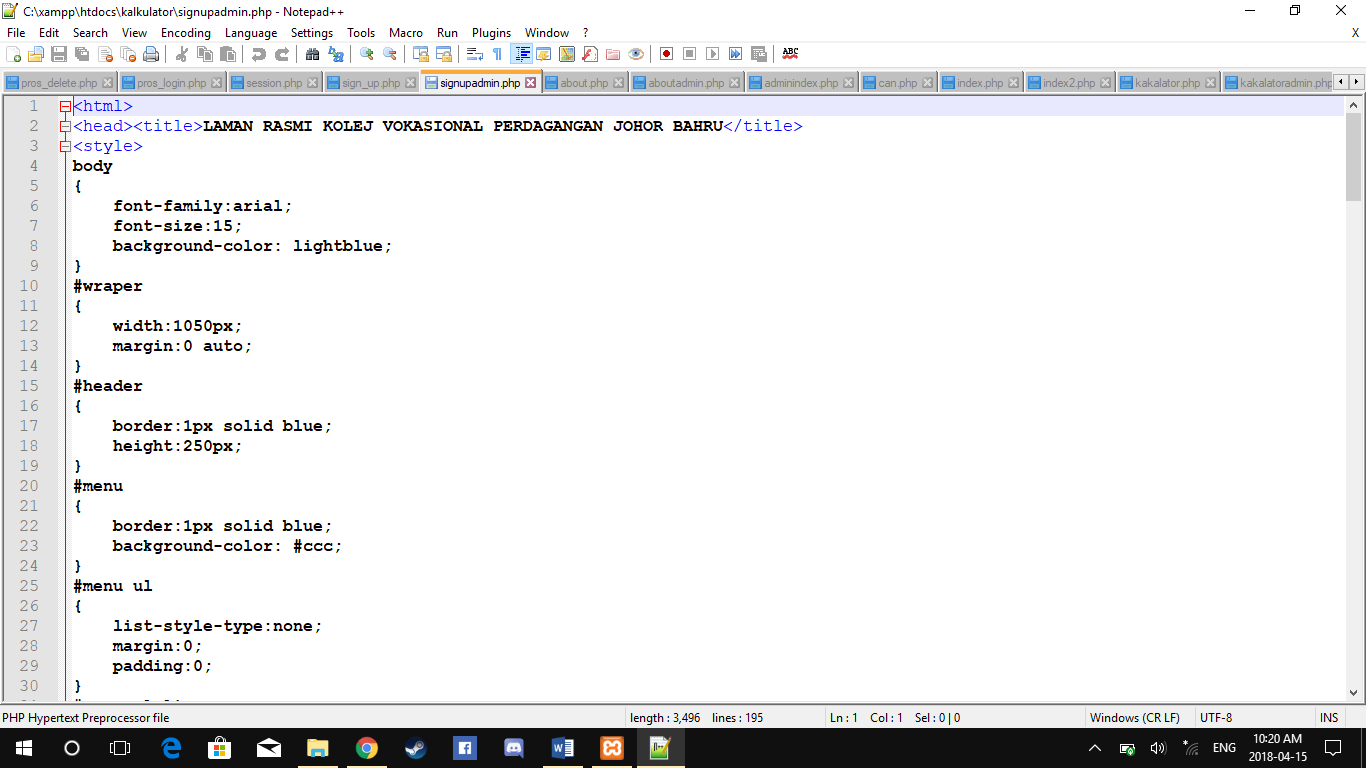 C:\xampp\htdocs\kalkulator\signupadmin.php - Notepad++
File Edit Search View Encoding Language Settings Tools Macro Run Plugins Window ? X
ABC
pros_delete.php pros_login.php session.php sign_up.php signupadmin.php about.php aboutadmin.php adminindex.php can.php index.php index2.php kakalator.php kakalatoradmin.php
1 <html>
2 <head><title>LAMAN RASMI KOLEJ VOKASIONAL PERDAGANGAN JOHOR BAHRU</title>
3 <style>
4 body
5 {
6 font-family:arial;
7 font-size:15;
8 background-color: lightblue;
9 }
10 #wraper
11 {
12 width:1050px;
13 margin:0 auto;
14 }
15 #header
16 {
17 border:1px solid blue;
18 height:250px;
19 }
20 #menu
21 {
22 border:1px solid blue;
23 background-color: #ccc;
24 }
25 #menu ul
26 {
27 list-style-type:none;
28 margin:0;
29 padding:0;
30 }
PHP Hypertext Preprocessor file length : 3,496 lines : 195 Ln : 1 Col : 1 Sel : 0 | 0 Windows (CR LF) UTF-8 INS
ENG 10:20 AM
2018-04-15